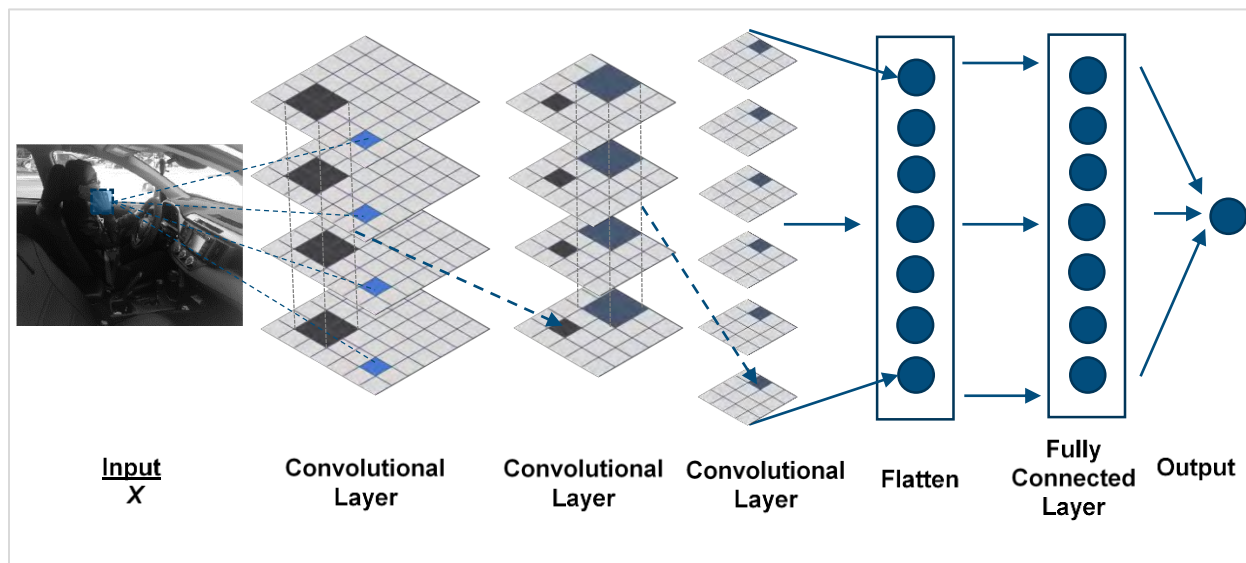 Input
X
Convolutional
Layer
Convolutional
Layer
Convolutional
Layer
Flatten
Fully
Connected
Layer
Output